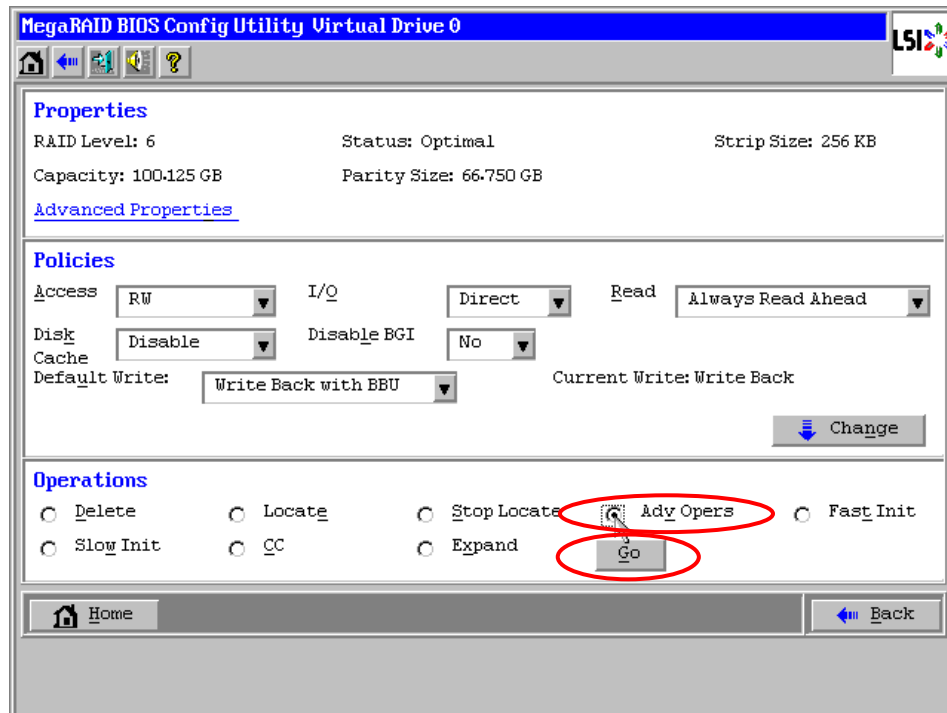 MegaRAID BIOS Config Utility Virtual Drive 0
LSI
Properties
RAID Level: 6 Status: Optimal Strip Size: 256 KB
Capacity: 100.125 GB Parity Size: 66.750 GB
Advanced Properties
Policies
Access RW I/O Direct Read Always Read Ahead
Disk Cache Disable Disable BGI No
Default Write: Write Back with BBU Current Write: Write Back
Change
Operations
Delete Locate Stop Locate Adv Opers Fast Init
Slow Init CC Expand Go
Home Back